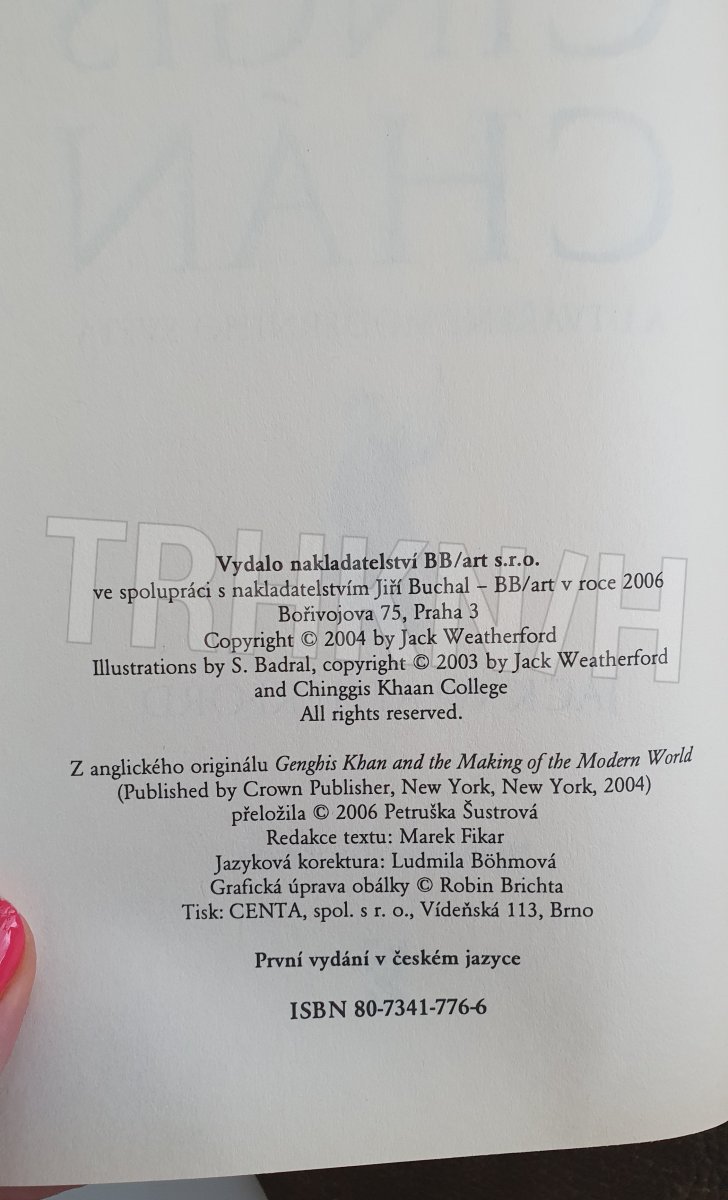 Vydalo nakladatelství BB/art s.r.o.
ve spolupráci s nakladatelstvím Jiří Buchal – BB/art v roce 2006
Bořivojova 75, Praha 3
Copyright © 2004 by Jack Weatherford
Illustrations by S. Badral, copyright © 2003 by Jack Weatherford
and Chinggis Khaan College
All rights reserved.
Z anglického originálu Genghis Khan and the Making of the Modern World
(Published by Crown Publisher, New York, New York, 2004)
přeložila © 2006 Petruška Šustrová
Redakce textu: Marek Fikar
Jazyková korektura: Ludmila Böhmová
Grafická úprava obálky © Robin Brichta
Tisk: CENTA, spol. s r. o., Vídeňská 113, Brno
První vydání v českém jazyce
ISBN 80-7341-776-6